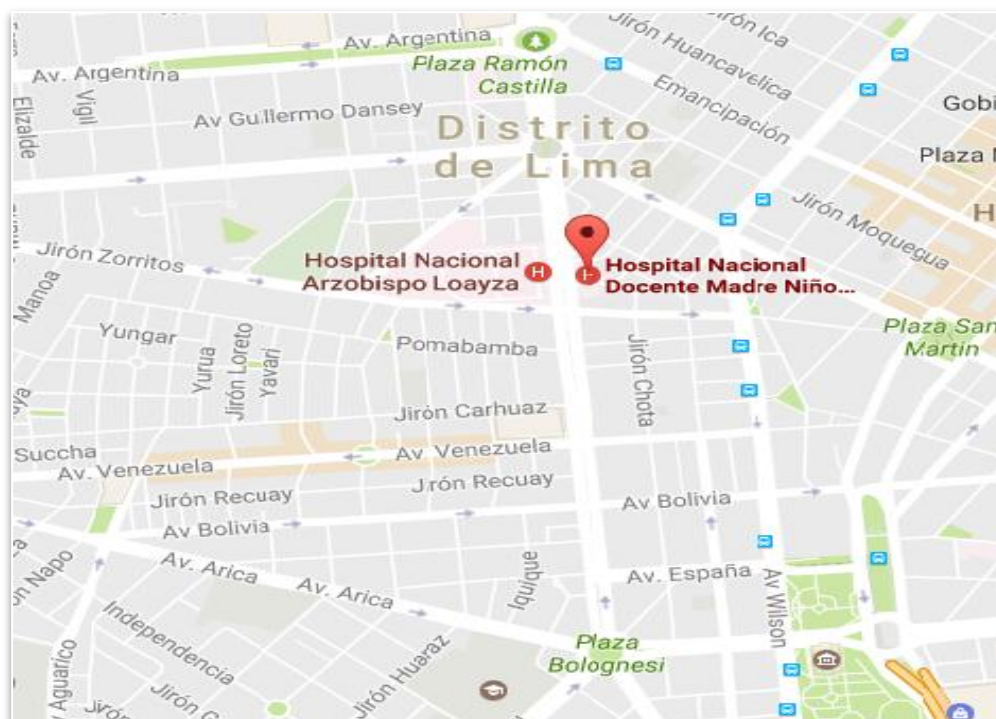 Av. Argentina
Jirón Ica
Jirón Huancavelica
Plaza Ramón
Castilla
Av. Argentina
Vigil
Elizalde
Av Guillermo Dansey
Emancipación
Gobi
Distrito
de Lima
Plaza
Jirón Moquegua
H
Jirón Zorritos
Manoa
Hospital Nacional
Arzobispo Loayza
H
Hospital Nacional
Docente Madre Niño...
Plaza San
Martin
Yungar
Yurua
Jirón Loreto
Yavari
Pomabamba
Jirón Chota
Jirón Carhuaz
Succha
Av. Venezuela
Av. Venezuela
Jirón Recuay
Jirón Recuay
Av Bolivia
Av Bolivia
Av. Arica
Av. Arica
Iquique
Av. España
Av Wilson
on Napo
Independencia
Plaza
Bolognesi
Jirón Huaraz
Aguarico
Jirón C
Jirón